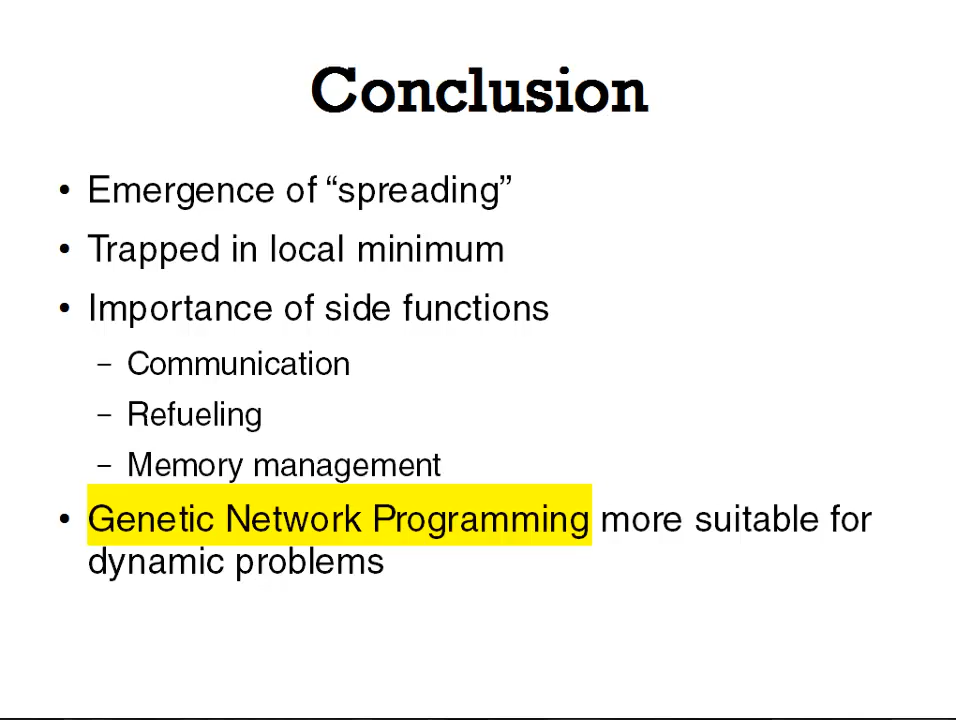 Conclusion
• Emergence of “spreading”
• Trapped in local minimum
• Importance of side functions
– Communication
– Refueling
– Memory management
• Genetic Network Programming more suitable for
dynamic problems